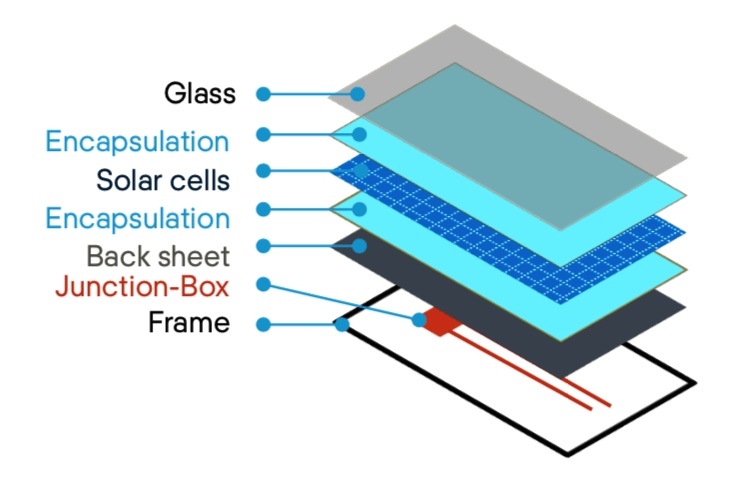 Glass
Encapsulation
Solar cells
Encapsulation
Back sheet
Junction-Box
Frame